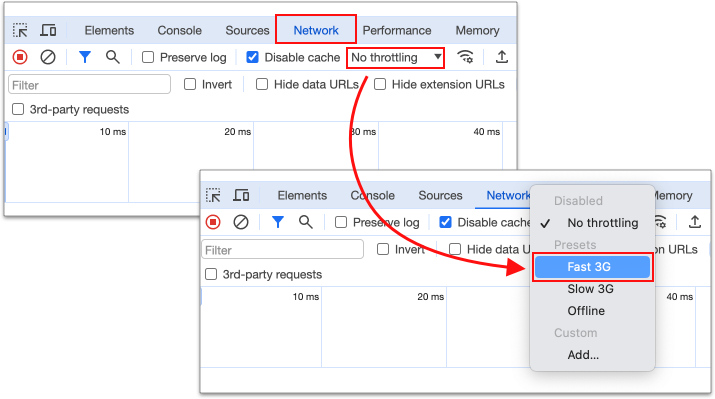 Elements Console Sources Network Performance Memory
Preserve log Disable cache No throttling
Filter Invert Hide data URLs Hide extension URLs
3rd-party requests
10 ms 20 ms 30 ms 40 ms
Elements Console Sources Network Memory
Preserve log Disable cache
Filter Invert Hide data U on URLs
3rd-party requests
10 ms 20 ms 40 ms
Disabled
✓ No throttling
Presets
Fast 3G
Slow 3G
Offline
Custom
Add...